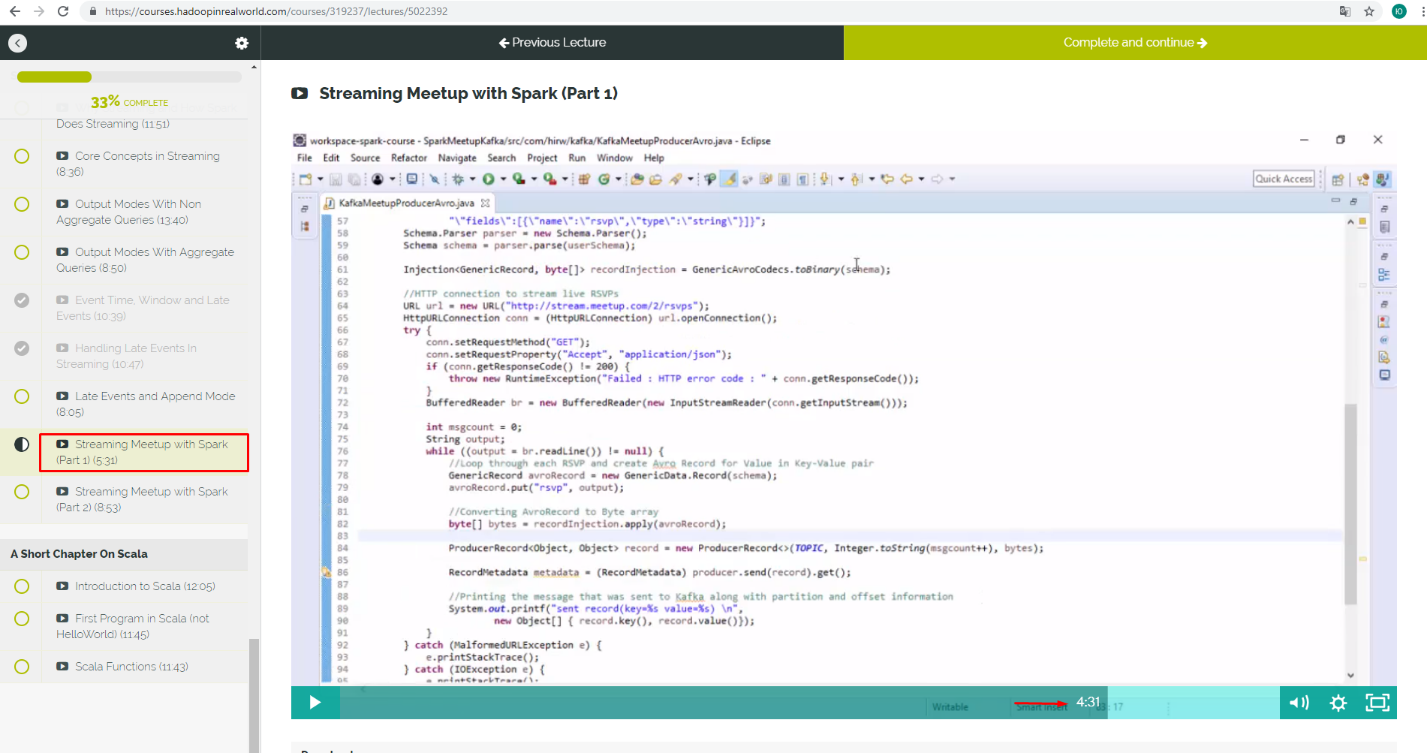 https://courses.hadoopinrealworld.com/courses/319237/lectures/5022392
Previous Lecture
Complete and continue
33% COMPLETE
Does Streaming (11:51)
Core Concepts in Streaming
(8:36)
Output Modes With Non
Aggregate Queries (13:40)
Output Modes With Aggregate
Queries (8:50)
Event Time, Window and Late
Events (10:39)
Handling Late Events In
Streaming (10:47)
Late Events and Append Mode
(8:05)
Streaming Meetup with Spark
(Part 1) (5:31)
Streaming Meetup with Spark
(Part 2) (8:53)
A Short Chapter On Scala
Introduction to Scala (12:05)
First Program in Scala (not
HelloWorld) (11:45)
Scala Functions (11:43)
Streaming Meetup with Spark (Part 1)
workspace-spark-course - SparkMeetupKafka/src/com/hirw/kafka/KafkaMeetupProducerAvro.java - Eclipse
File Edit Source Refactor Navigate Search Project Run Window Help
Quick Access
KafkaMeetupProducerAvro.java
57 "\"fields\":[{\"name\":\"rsvp\",\"type\":\"string\"}]}";
58 Schema.Parser parser = new Schema.Parser();
59 Schema schema = parser.parse(userSchema);
60
61 Injection<GenericRecord, byte[]> recordInjection = GenericAvroCodecs.toBinary(schema);
62
63 //HTTP connection to stream live RSVPs
64 URL url = new URL("http://stream.meetup.com/2/rsvps");
65 HttpURLConnection conn = (HttpURLConnection) url.openConnection();
66 try {
67 conn.setRequestMethod("GET");
68 conn.setRequestProperty("Accept", "application/json");
69 if (conn.getResponseCode() != 200) {
70 throw new RuntimeException("Failed : HTTP error code : " + conn.getResponseCode());
71 }
72 BufferedReader br = new BufferedReader(new InputStreamReader(conn.getInputStream()));
73
74 int msgcount = 0;
75 String output;
76 while ((output = br.readLine()) != null) {
77 //Loop through each RSVP and create Avro Record for Value in Key-Value pair
78 GenericRecord avroRecord = new GenericData.Record(schema);
79 avroRecord.put("rsvp", output);
80
81 //Converting AvroRecord to Byte array
82 byte[] bytes = recordInjection.apply(avroRecord);
83
84 ProducerRecord<Object, Object> record = new ProducerRecord<>(TOPIC, Integer.toString(msgcount++), bytes);
85
86 RecordMetadata metadata = (RecordMetadata) producer.send(record).get();
87
88 //Printing the message that was sent to Kafka along with partition and offset information
89 System.out.printf("sent record(key=%s value=%s) \n",
90 new Object[] { record.key(), record.value()});
91 }
92 } catch (MalformedURLException e) {
93 e.printStackTrace();
94 } catch (IOException e) {
95 e.printStackTrace();
Writable
Smart Insert
4:31
: 17